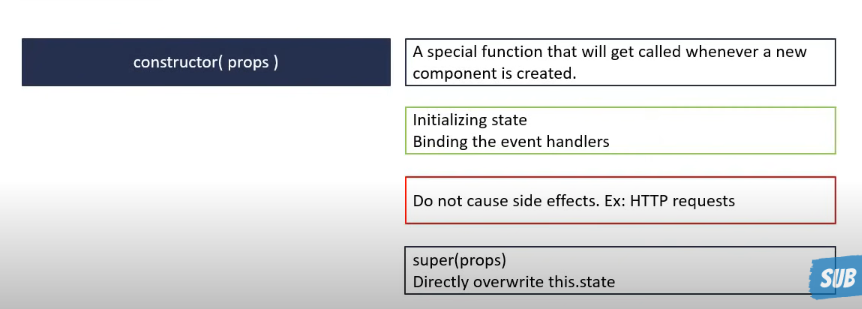 constructor( props )
A special function that will get called whenever a new
component is created.
Initializing state
Binding the event handlers
Do not cause side effects. Ex: HTTP requests
super(props)
Directly overwrite this.state
SUB